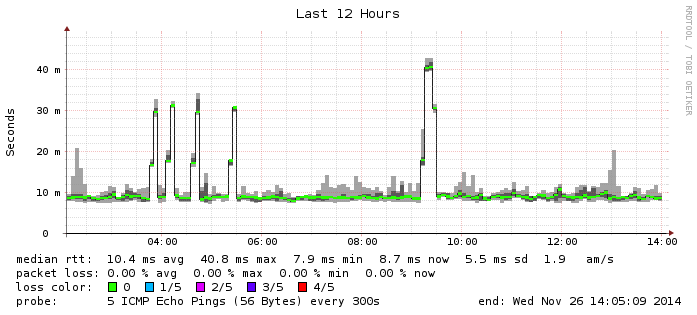 Last 12 Hours
RRDTOOL / TOBI OETIKER
Seconds
40 m
30 m
20 m
10 m
0
04:00 06:00 08:00 10:00 12:00 14:00
median rtt: 10.4 ms avg 40.8 ms max 7.9 ms min 8.7 ms now 5.5 ms sd 1.9 am/s
packet loss: 0.00 % avg 0.00 % max 0.00 % min 0.00 % now
loss color: 0 1/5 2/5 3/5 4/5
probe: 5 ICMP Echo Pings (56 Bytes) every 300s end: Wed Nov 26 14:05:09 2014